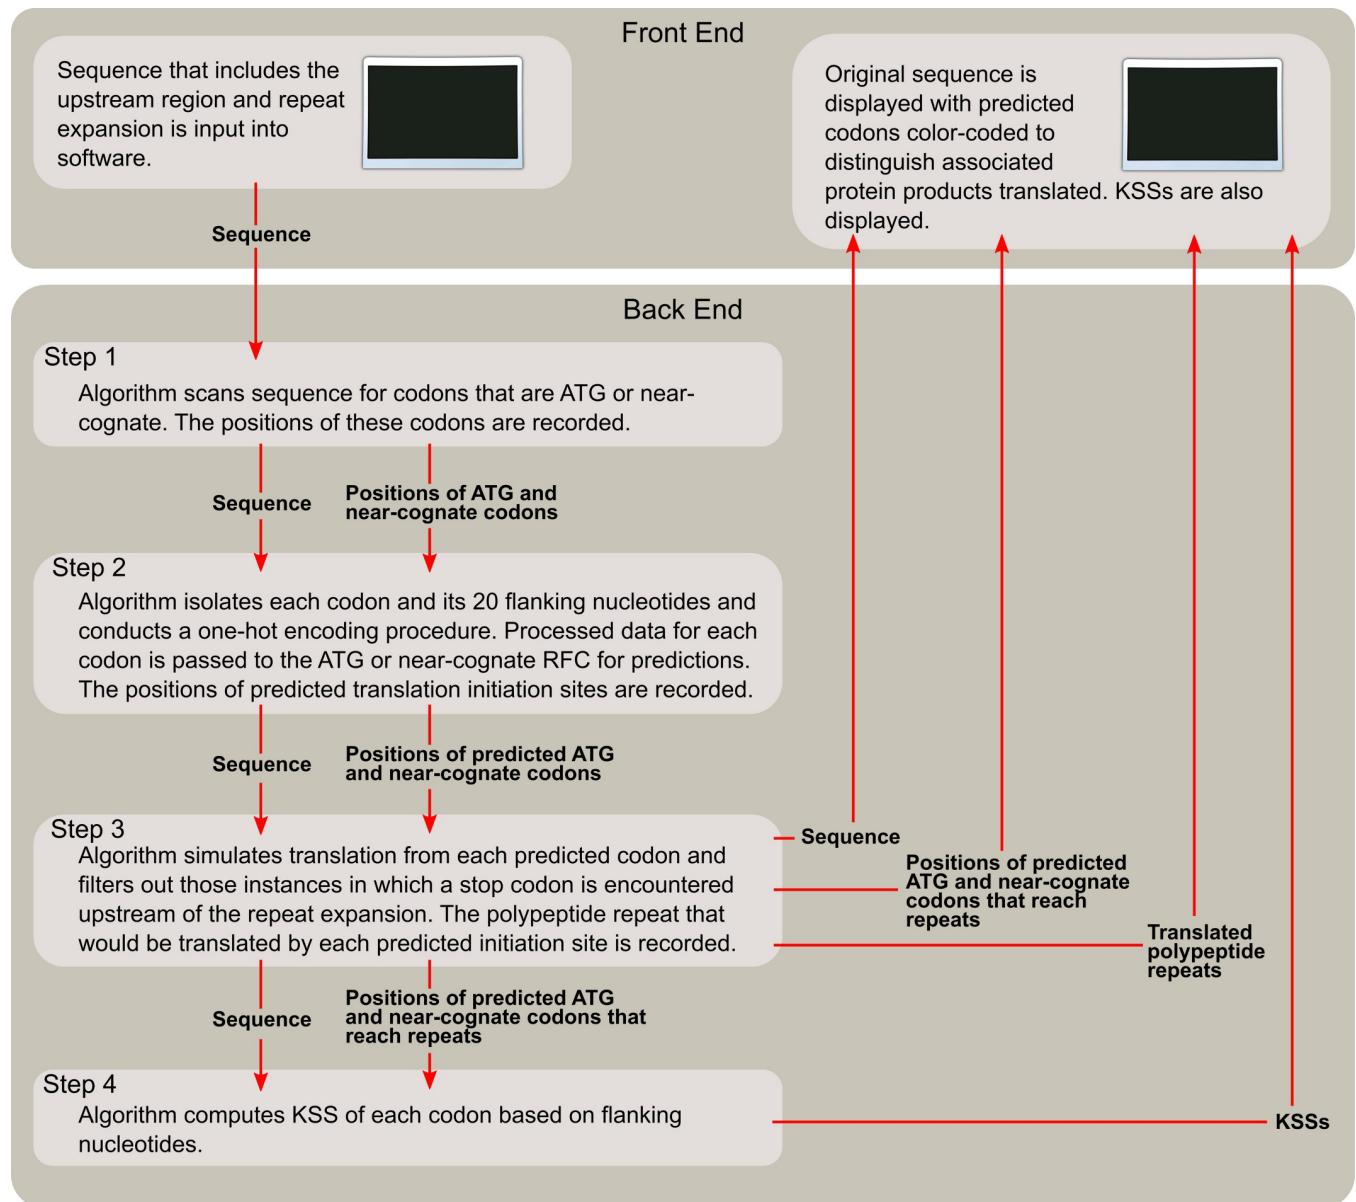 Front End
Sequence that includes the
upstream region and repeat
expansion is input into
software.
Original sequence is
displayed with predicted
codons color-coded to
distinguish associated
protein products translated. KSSs are also
displayed.
Sequence
Back End
Step 1
Algorithm scans sequence for codons that are ATG or near-
cognate. The positions of these codons are recorded.
Sequence
Positions of ATG and
near-cognate codons
Step 2
Algorithm isolates each codon and its 20 flanking nucleotides and
conducts a one-hot encoding procedure. Processed data for each
codon is passed to the ATG or near-cognate RFC for predictions.
The positions of predicted translation initiation sites are recorded.
Sequence
Positions of predicted ATG
and near-cognate codons
Step 3
Algorithm simulates translation from each predicted codon and
filters out those instances in which a stop codon is encountered
upstream of the repeat expansion. The polypeptide repeat that
would be translated by each predicted initiation site is recorded.
Sequence
Positions of predicted
ATG and near-cognate
codons that reach
repeats
Translated
polypeptide
repeats
Sequence
Positions of predicted ATG
and near-cognate codons that
reach repeats
Step 4
Algorithm computes KSS of each codon based on flanking
nucleotides.
KSSs